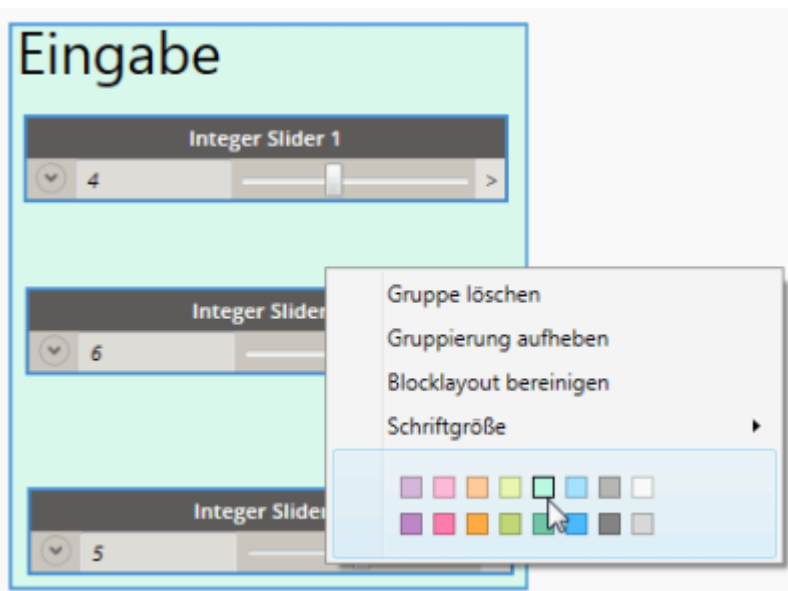 Eingabe
Integer Slider 1
4 >
Gruppe löschen
Integer Slider
Gruppierung aufheben
6
Blocklayout bereinigen
Schriftgröße
Integer Slider
5